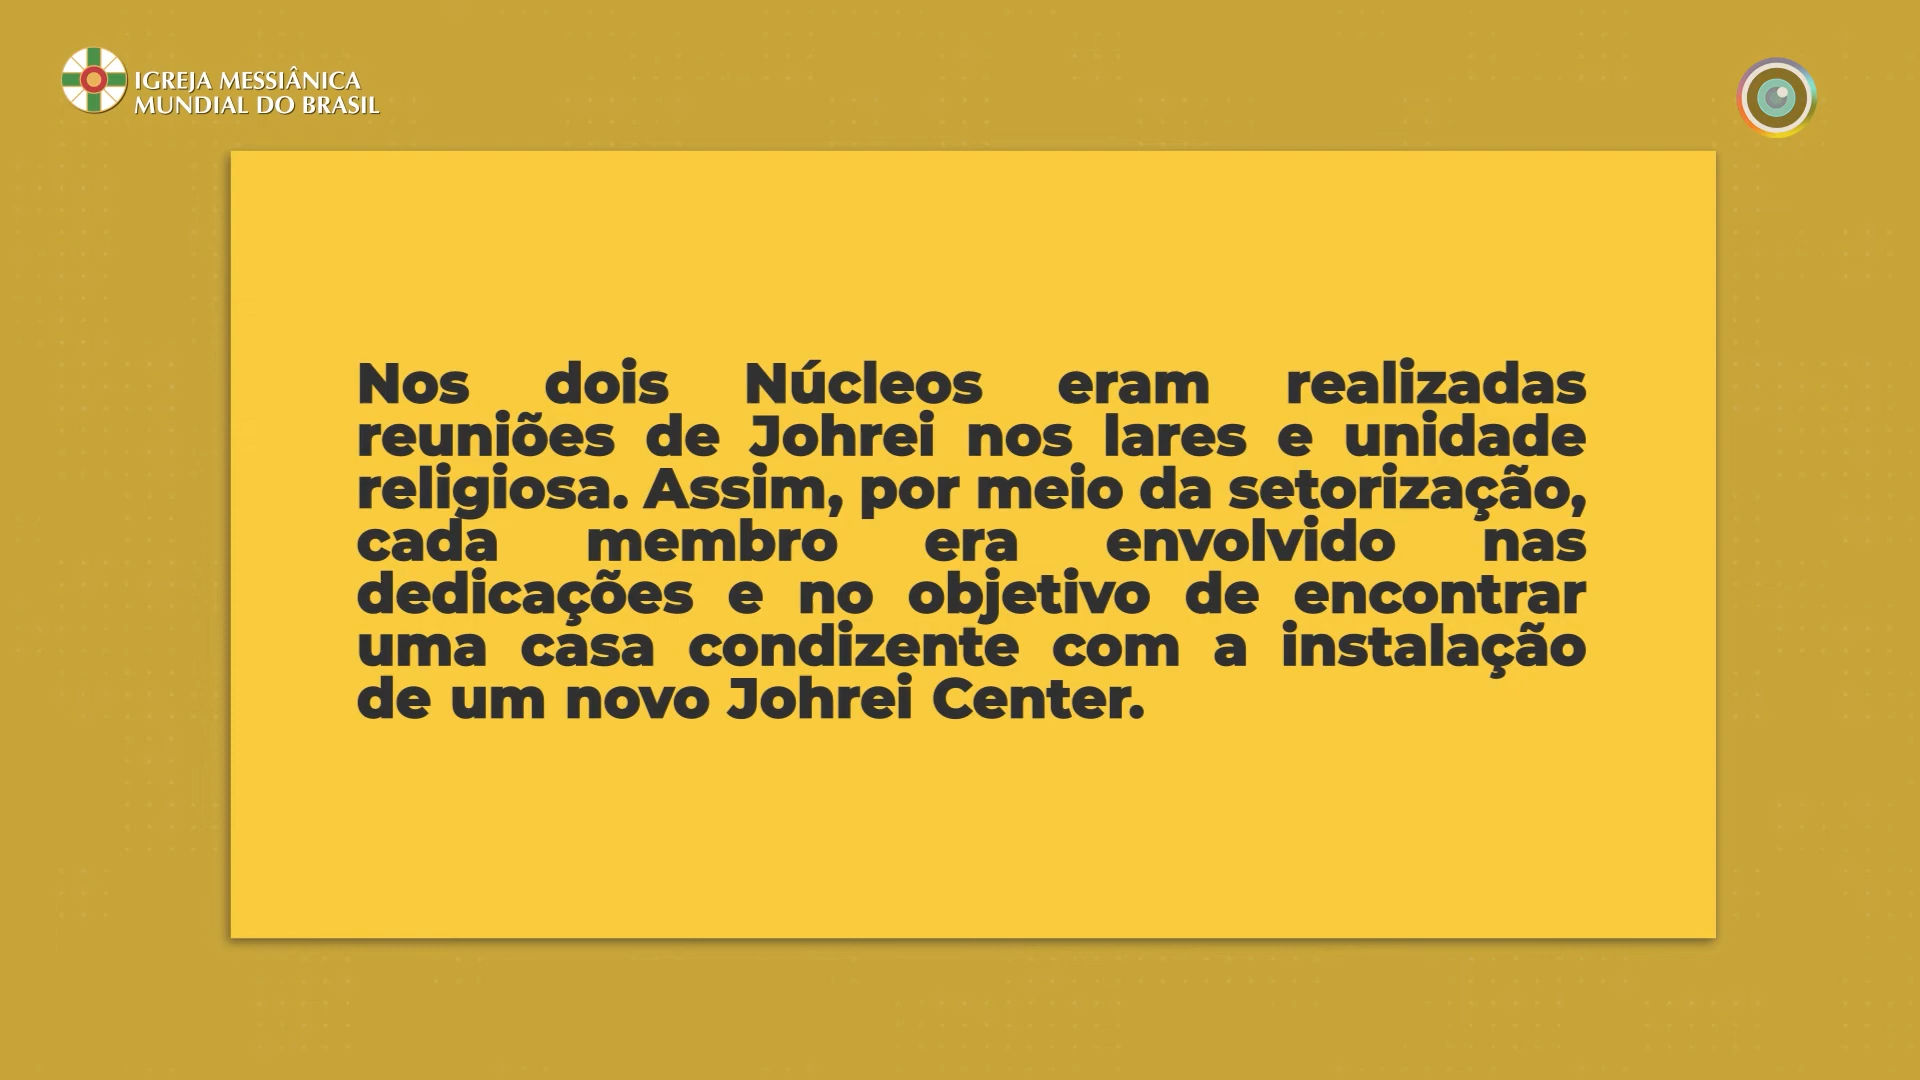 IGREJA MESSIÂNICA
MUNDIAL DO BRASIL
Nos dois Núcleos eram realizadas
reuniões de Johrei nos lares e unidade
religiosa. Assim, por meio da setorização,
cada membro era envolvido nas
dedicações e no objetivo de encontrar
uma casa condizente com a instalação
de um novo Johrei Center.